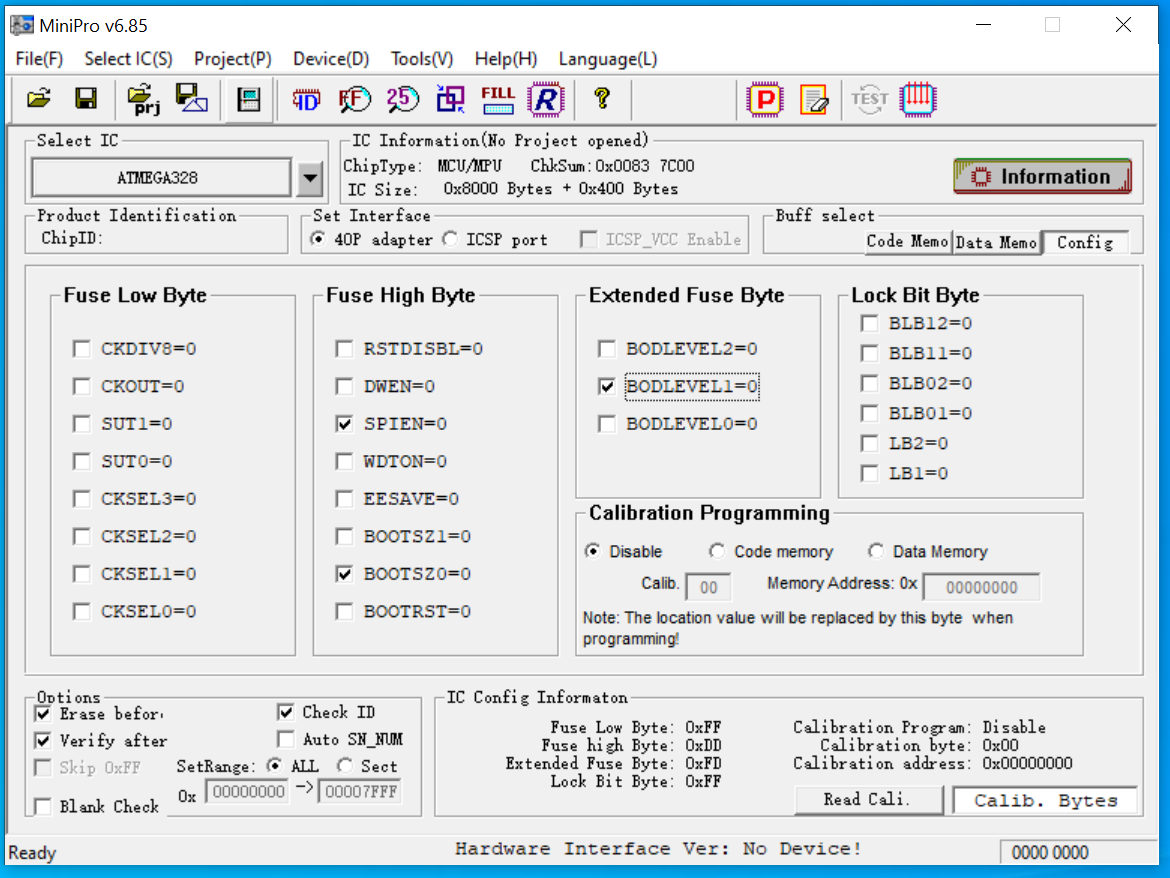 MiniPro v6.85
File(F) Select IC(S) Project(P) Device(D) Tools(V) Help(H) Language(L)
prj ID F 25 FILL R ? P TEST
Select IC
ATMEGA328
IC Information(No Project opened)
ChipType: MCU/MPU ChkSum:0x0083 7C00
IC Size: 0x8000 Bytes + 0x400 Bytes
Information
Product Identification
ChipID:
Set Interface
40P adapter ICSP port ICSP_VCC Enable
Buff select
Code Memo Data Memo Config
Fuse Low Byte
CKDIV8=0
CKOUT=0
SUT1=0
SUT0=0
CKSEL3=0
CKSEL2=0
CKSEL1=0
CKSEL0=0
Fuse High Byte
RSTDISBL=0
DWEN=0
SPIEN=0
WDTON=0
EESAVE=0
BOOTSZ1=0
BOOTSZ0=0
BOOTRST=0
Extended Fuse Byte
BODLEVEL2=0
BODLEVEL1=0
BODLEVEL0=0
Lock Bit Byte
BLB12=0
BLB11=0
BLB02=0
BLB01=0
LB2=0
LB1=0
Calibration Programming
Disable Code memory Data Memory
Calib. 00 Memory Address: 0x 00000000
Note: The location value will be replaced by this byte when
programming!
Options
Erase befor
Check ID
Verify after
Auto SN_NUM
Skip 0xFF
SetRange: ALL Sect
Blank Check
0x 00000000 -> 00007FFF
IC Config Informaton
Fuse Low Byte: 0xFF
Fuse high Byte: 0xDD
Extended Fuse Byte: 0xFD
Lock Bit Byte: 0xFF
Calibration Program: Disable
Calibration byte: 0x00
Calibration address: 0x00000000
Read Cali. Calib. Bytes
Ready
Hardware Interface Ver: No Device!
0000 0000